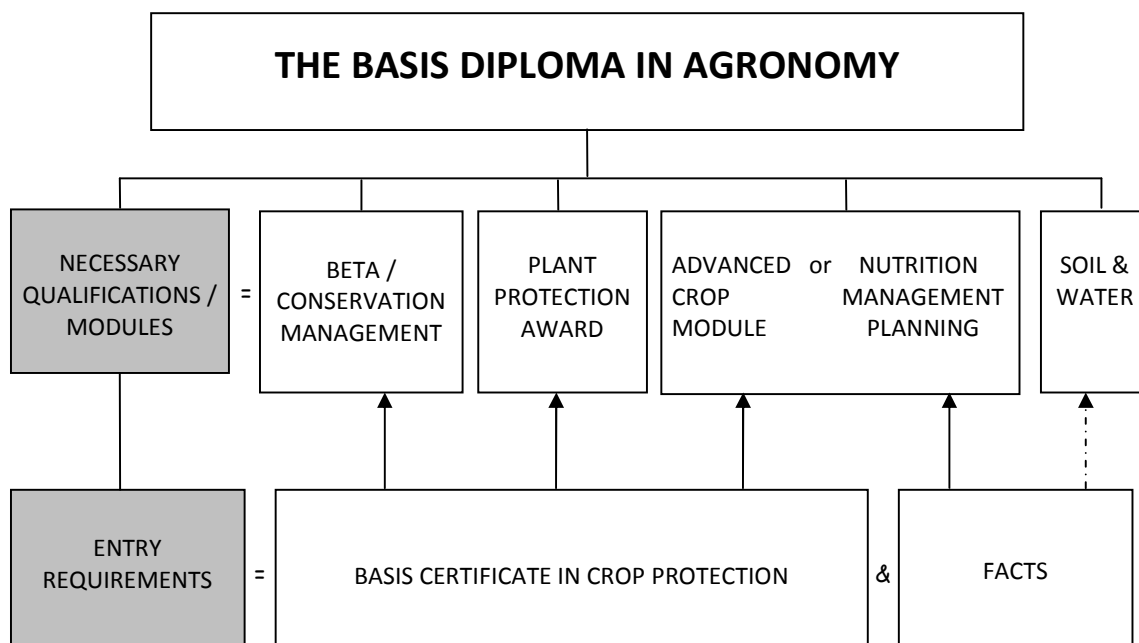 THE BASIS DIPLOMA IN AGRONOMY
NECESSARY
QUALIFICATIONS /
MODULES
=
BETA /
CONSERVATION
MANAGEMENT
PLANT
PROTECTION
AWARD
ADVANCED or NUTRITION
CROP MANAGEMENT
MODULE PLANNING
SOIL &
WATER
ENTRY
REQUIREMENTS
=
BASIS CERTIFICATE IN CROP PROTECTION
&
FACTS